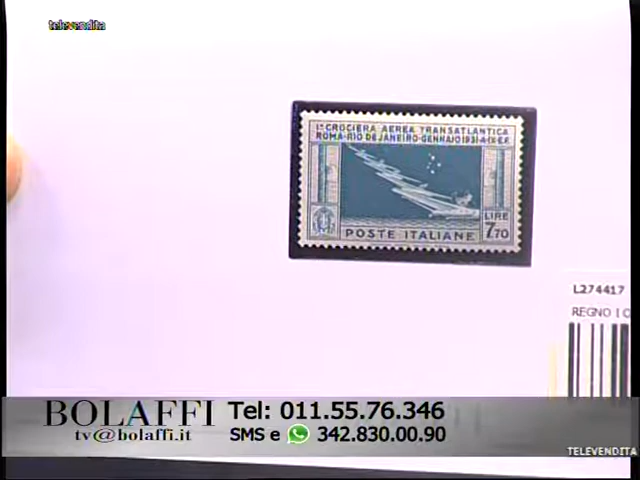 televendita
1ª CROCIERA AEREA TRANSATLANTICA
ROMA-RIO DE JANEIRO-GENNAIO 1931-A.IX-E.F.
LIRE
7,70
POSTE ITALIANE
L274417
REGNO I C
BOLAFFI
tv@bolaffi.it
Tel: 011.55.76.346
SMS e 342.830.00.90
TELEVENDITA